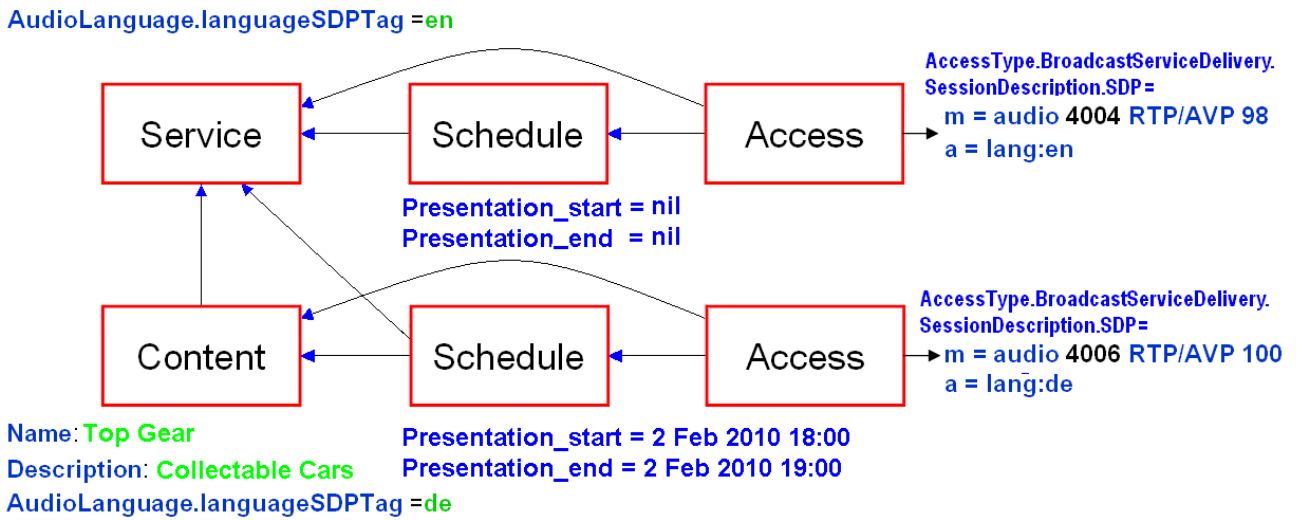 AudioLanguage.languageSDPTag =en
AccessType.BroadcastServiceDelivery.
SessionDescription.SDP=
Service
Schedule
Access
m = audio 4004 RTP/AVP 98
a = lang:en
Presentation_start = nil
Presentation_end = nil
AccessType.BroadcastServiceDelivery.
SessionDescription.SDP=
Content
Schedule
Access
m = audio 4006 RTP/AVP 100
a = lang:de
Name: Top Gear
Description: Collectable Cars
AudioLanguage.languageSDPTag =de
Presentation_start = 2 Feb 2010 18:00
Presentation_end = 2 Feb 2010 19:00